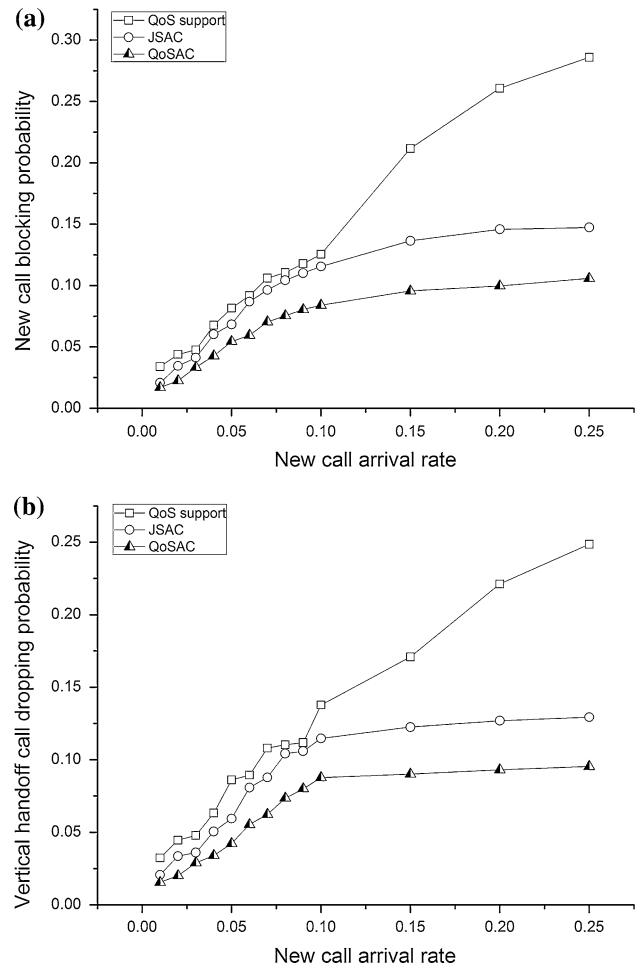 (a)
QoS support
JSAC
QoSAC
0.30
0.25
0.20
0.15
0.10
0.05
0.00
New call blocking probability
0.00 0.05 0.10 0.15 0.20 0.25
New call arrival rate
(b)
QoS support
JSAC
QoSAC
0.25
0.20
0.15
0.10
0.05
0.00
Vertical handoff call dropping probability
0.00 0.05 0.10 0.15 0.20 0.25
New call arrival rate